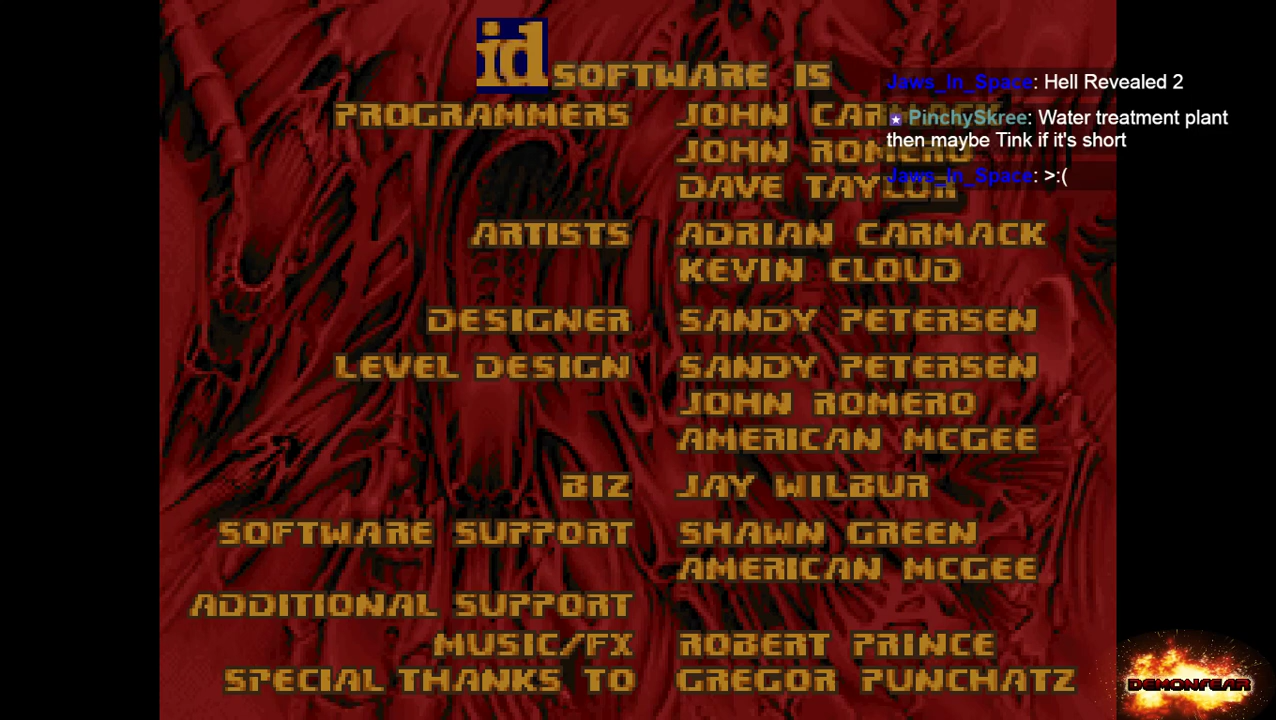 id SOFTWARE IS
PROGRAMMERS JOHN CARMACK
JOHN ROMERO
DAVE TAYLOR
ARTISTS ADRIAN CARMACK
KEVIN CLOUD
DESIGNER SANDY PETERSEN
LEVEL DESIGN SANDY PETERSEN
JOHN ROMERO
AMERICAN MCGEE
BIZ JAY WILBUR
SOFTWARE SUPPORT SHAWN GREEN
AMERICAN MCGEE
ADDITIONAL SUPPORT
MUSIC/FX ROBERT PRINCE
SPECIAL THANKS TO GREGOR PUNCHATZ
Jaws_In_Space: Hell Revealed 2
PinchySkree: Water treatment plant
then maybe Tink if it's short
Jaws_In_Space: >:(
DEMONFEAR